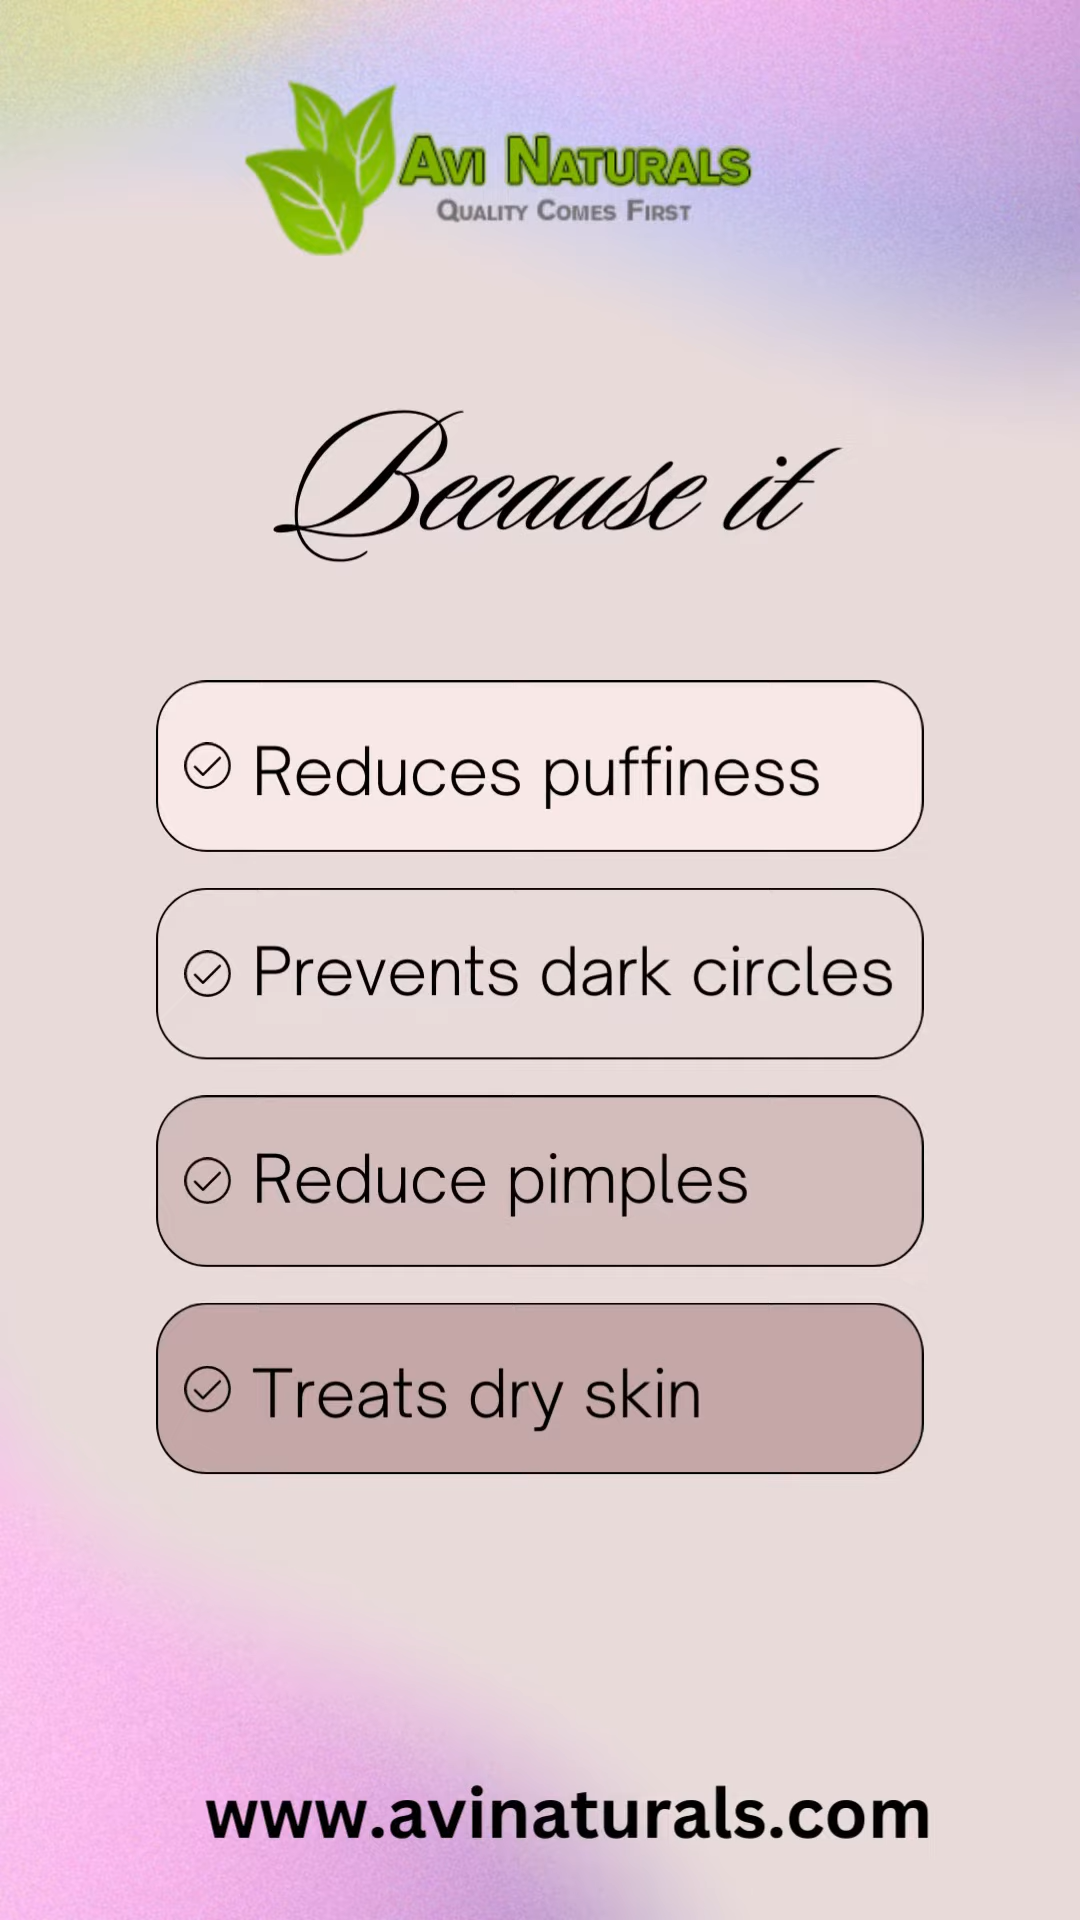 Avi Naturals
Quality Comes First
Because it
Reduces puffiness
Prevents dark circles
Reduce pimples
Treats dry skin
www.avinaturals.com